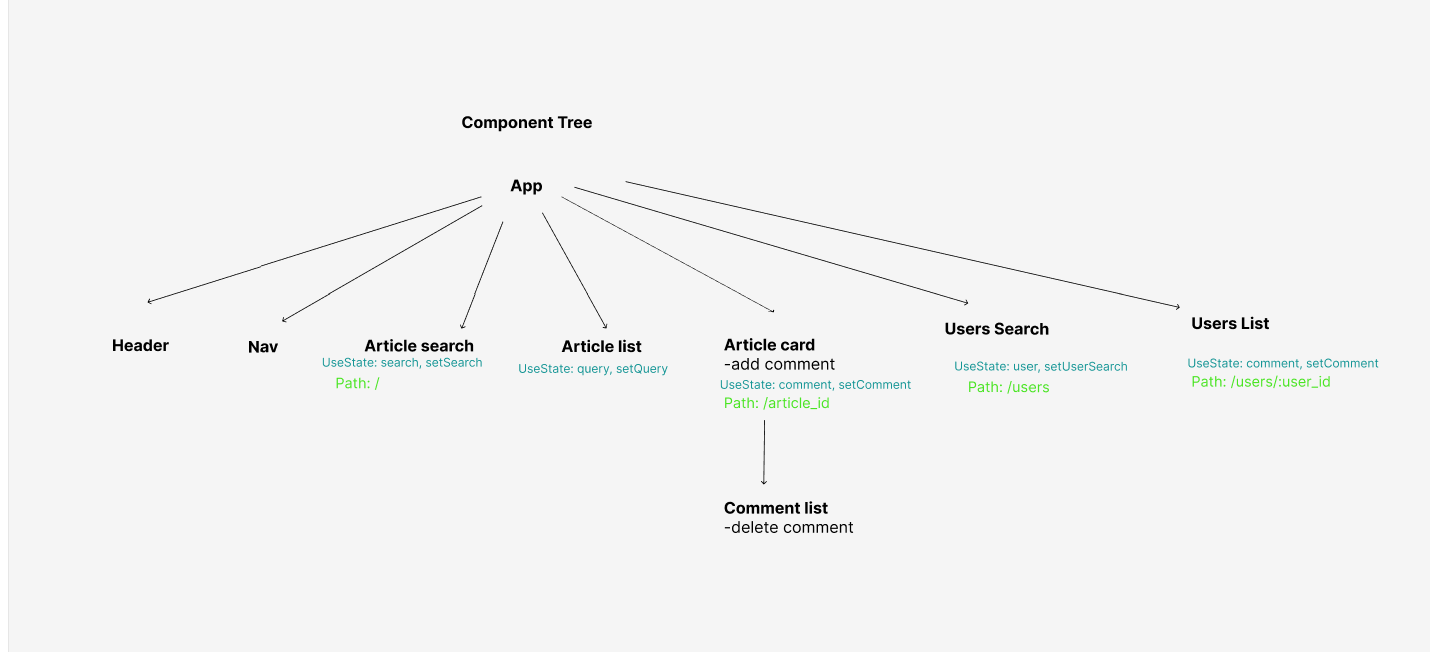 Component Tree
App
Header
Nav
Article search
UseState: search, setSearch
Path: /
Article list
UseState: query, setQuery
Article card
-add comment
UseState: comment, setComment
Path: /article_id
Users Search
UseState: user, setUserSearch
Path: /users
Users List
UseState: comment, setComment
Path: /users/:user_id
Comment list
-delete comment